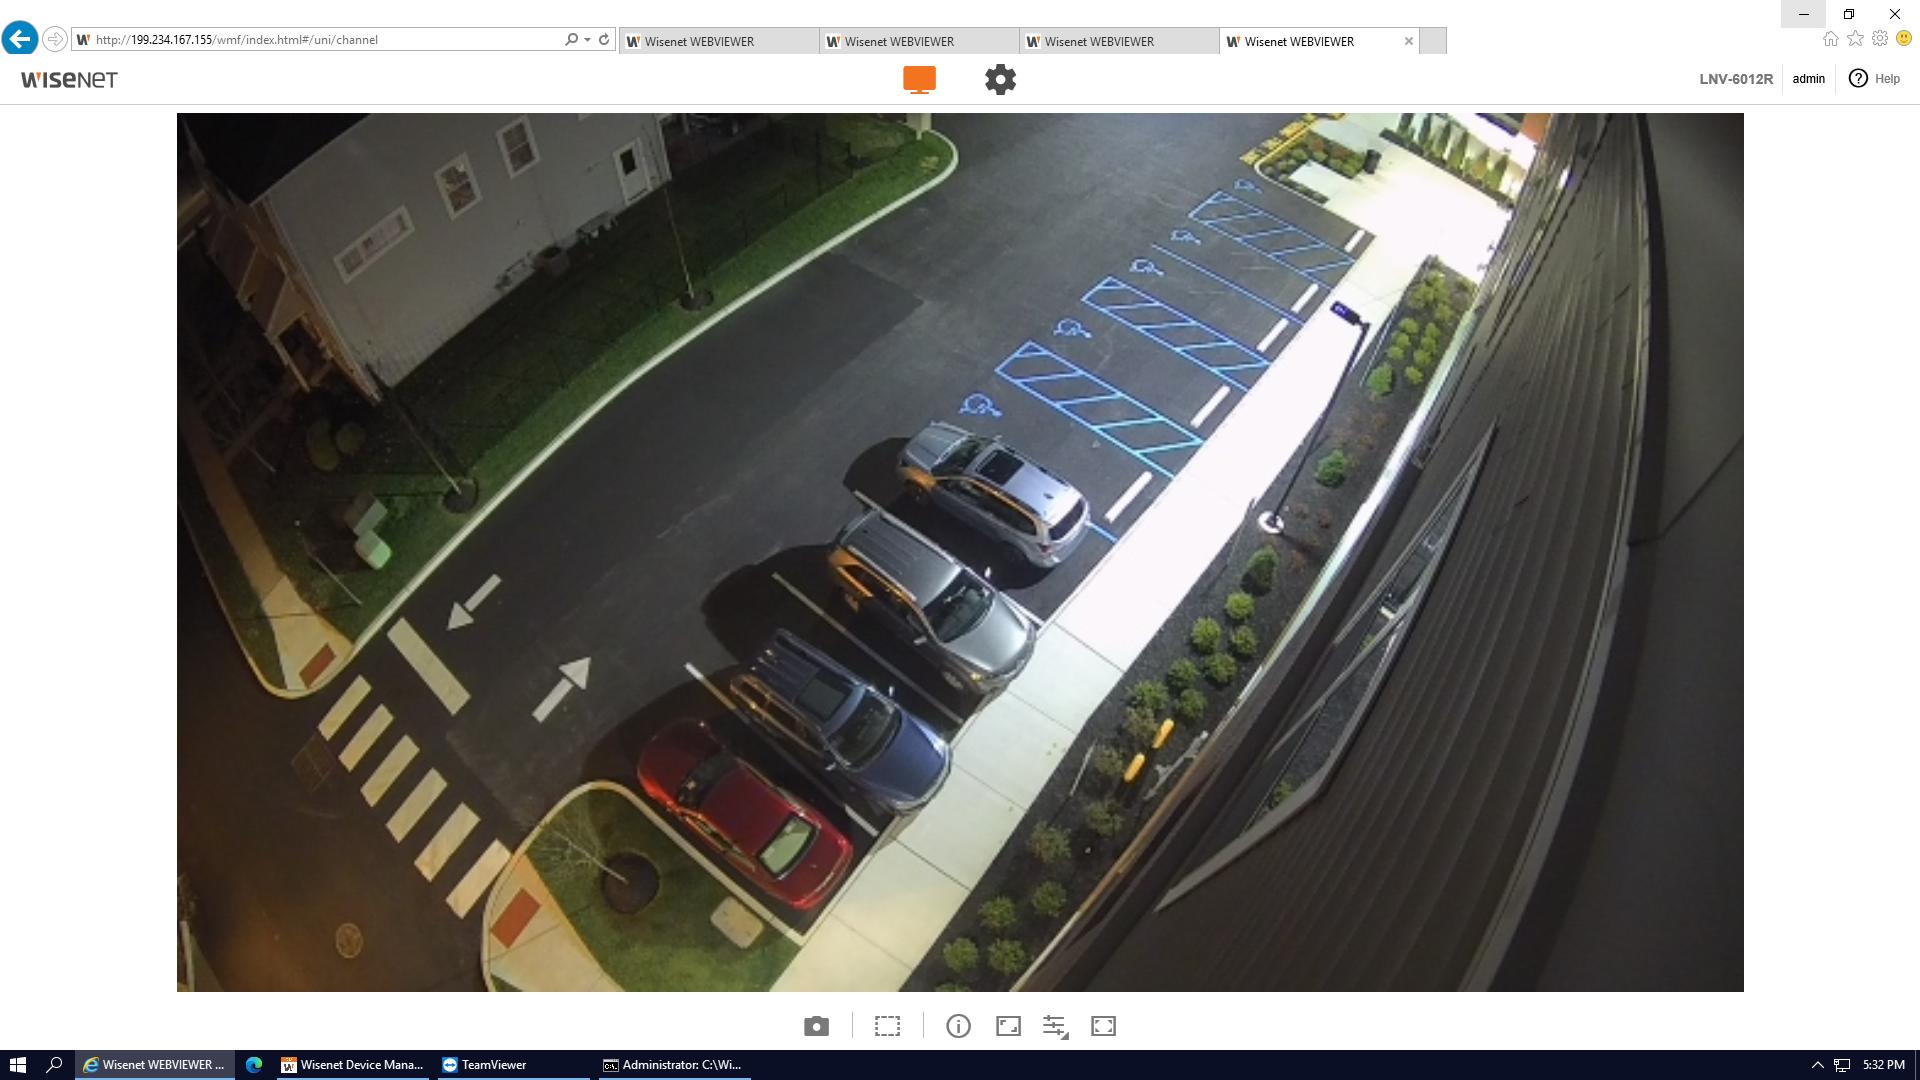 http://199.234.167.155/wmf/index.html#/uni/channel
Wisenet WEBVIEWER
Wisenet WEBVIEWER
Wisenet WEBVIEWER
Wisenet WEBVIEWER
WISENET
LNV-6012R
admin
Help
Wisenet WEBVIEWER ...
Wisenet Device Mana...
TeamViewer
Administrator: C:\Wi...
5:32 PM